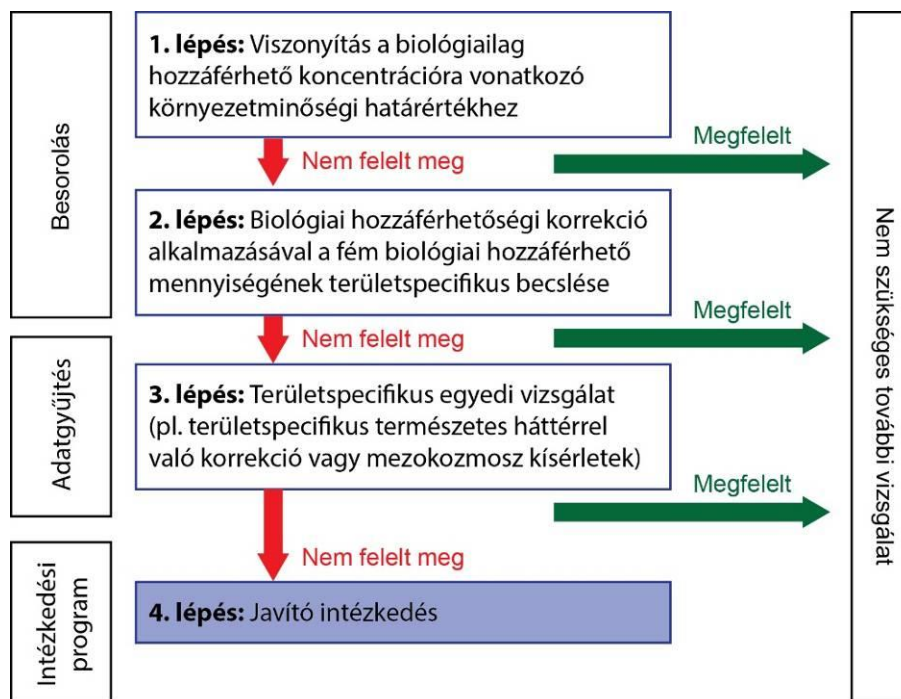 Besorolás
1. lépés: Viszonyítás a biológiailag
hozzáférhető koncentrációra vonatkozó
környezetminőségi határértékhez
Nem felelt meg
Megfelelt
2. lépés: Biológiai hozzáférhetőségi korrekció
alkalmazásával a fém biológiai hozzáférhető
mennyiségének területspecifikus becslése
Nem felelt meg
Megfelelt
Adatgyűjtés
3. lépés: Területspecifikus egyedi vizsgálat
(pl. területspecifikus természetes háttérrel
való korrekció vagy mezokozmosz kísérletek)
Megfelelt
Nem felelt meg
Intézkedési
program
4. lépés: Javító intézkedés
Nem szükséges további vizsgálat